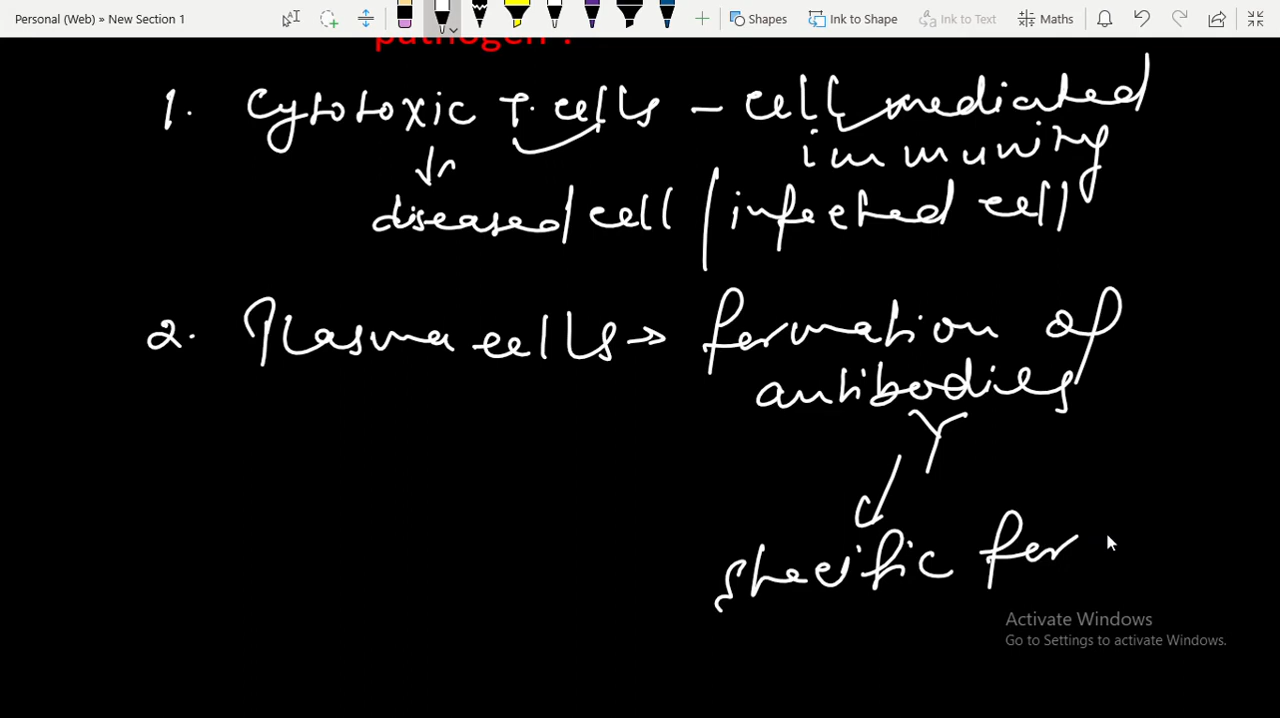 Personal (Web) » New Section 1
Shapes
Ink to Shape
Ink to Text
Maths
pathogen ?
1. Cytotoxic T. cells – cell mediated
immunity
diseased cell / infected cell
2. Plasma cells → formation of
antibodies
Y
specific for
Activate Windows
Go to Settings to activate Windows.